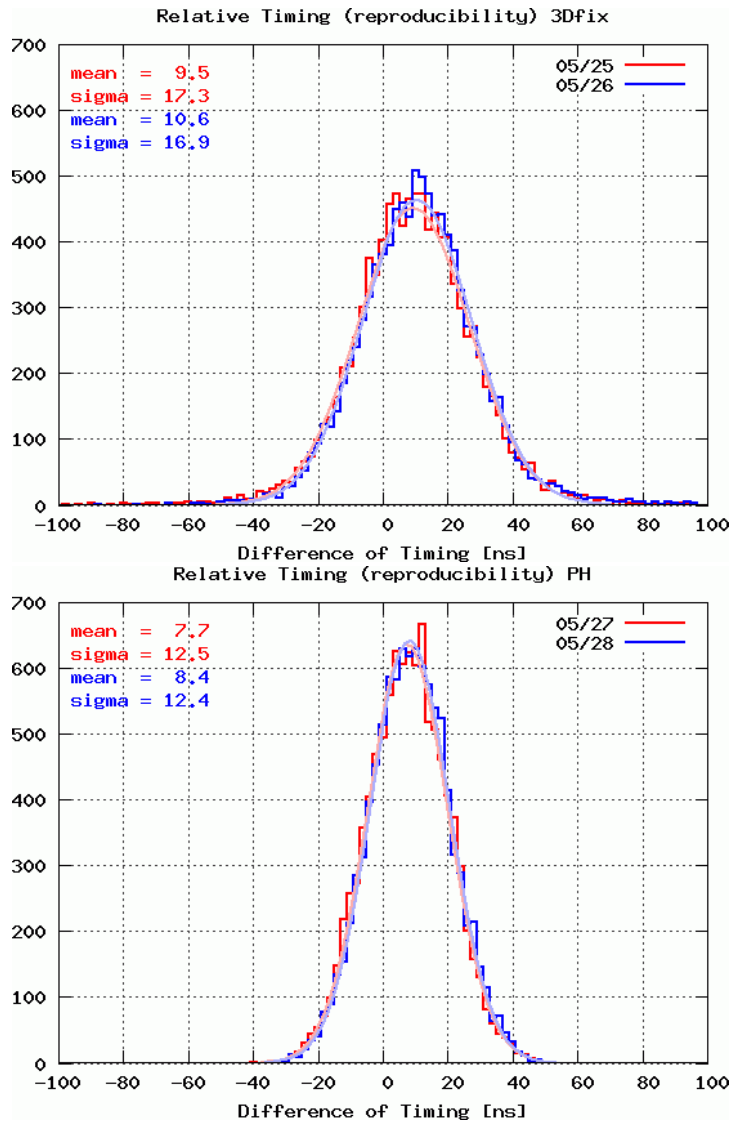 Relative Timing (reproducibility) 3Dfix
700
600
500
400
300
200
100
0
mean = 9.5
sigma = 17.3
mean = 10.6
sigma = 16.9
05/25
05/26
-100 -80 -60 -40 -20 0 20 40 60 80 100
Difference of Timing [ns]
Relative Timing (reproducibility) PH
700
600
500
400
300
200
100
0
mean = 7.7
sigma = 12.5
mean = 8.4
sigma = 12.4
05/27
05/28
-100 -80 -60 -40 -20 0 20 40 60 80 100
Difference of Timing [ns]